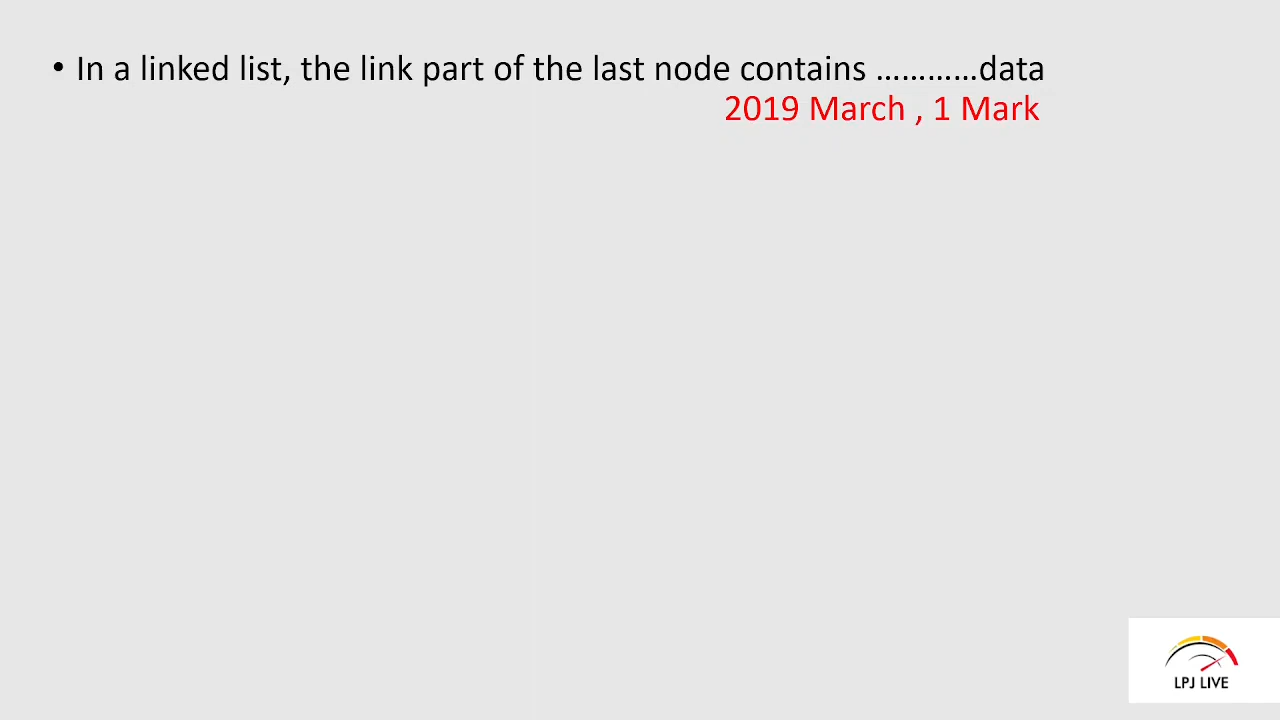 • In a linked list, the link part of the last node contains …………data
2019 March , 1 Mark
LPJ LIVE